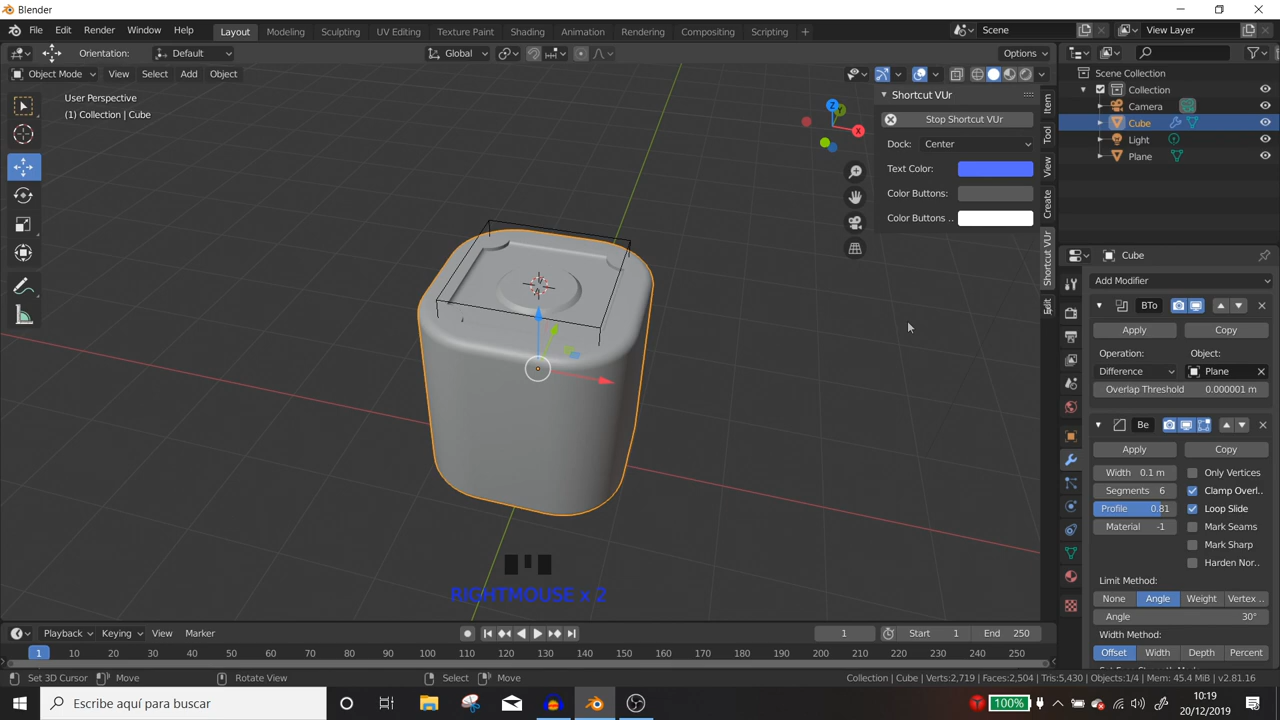 Blender
File Edit Render Window Help Layout Modeling Sculpting UV Editing Texture Paint Shading Animation Rendering Compositing Scripting + Scene View Layer
Orientation: Default Global Options
Object Mode View Select Add Object
User Perspective
(1) Collection | Cube
X
Y
Z
Shortcut VUr
Stop Shortcut VUr
Dock: Center
Text Color:
Color Buttons:
Color Buttons ..
Item
Tool
View
Create
Shortcut VUr
Edit
Scene Collection
Collection
Camera
Cube
Light
Plane
Cube
Add Modifier
BTo
Apply Copy
Operation: Object:
Difference Plane
Overlap Threshold 0.000001 m
Be
Apply Copy
Width 0.1 m Only Vertices
Segments 6 Clamp Overl..
Profile 0.81 Loop Slide
Material -1 Mark Seams
Mark Sharp
Harden Nor..
Limit Method:
None Angle Weight Vertex ..
Angle 30°
Width Method:
Offset Width Depth Percent
RIGHTMOUSE x 2
Playback Keying View Marker 1 Start 1 End 250
1 10 20 30 40 50 60 70 80 90 100 110 120 130 140 150 160 170 180 190 200 210 220 230 240 250
Set 3D Cursor Move Rotate View Select Move Collection | Cube | Verts:2,719 | Faces:2,504 | Tris:5,430 | Objects:1/4 | Mem: 45.4 MiB | v2.81.16
Escribe aquí para buscar 100% 10:19
20/12/2019